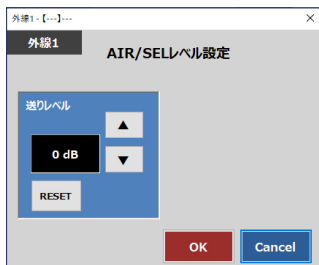 外線1 - 【---】---
×
外線1
AIR/SELレベル設定
送りレベル
▲
0 dB
▼
RESET
OK
Cancel